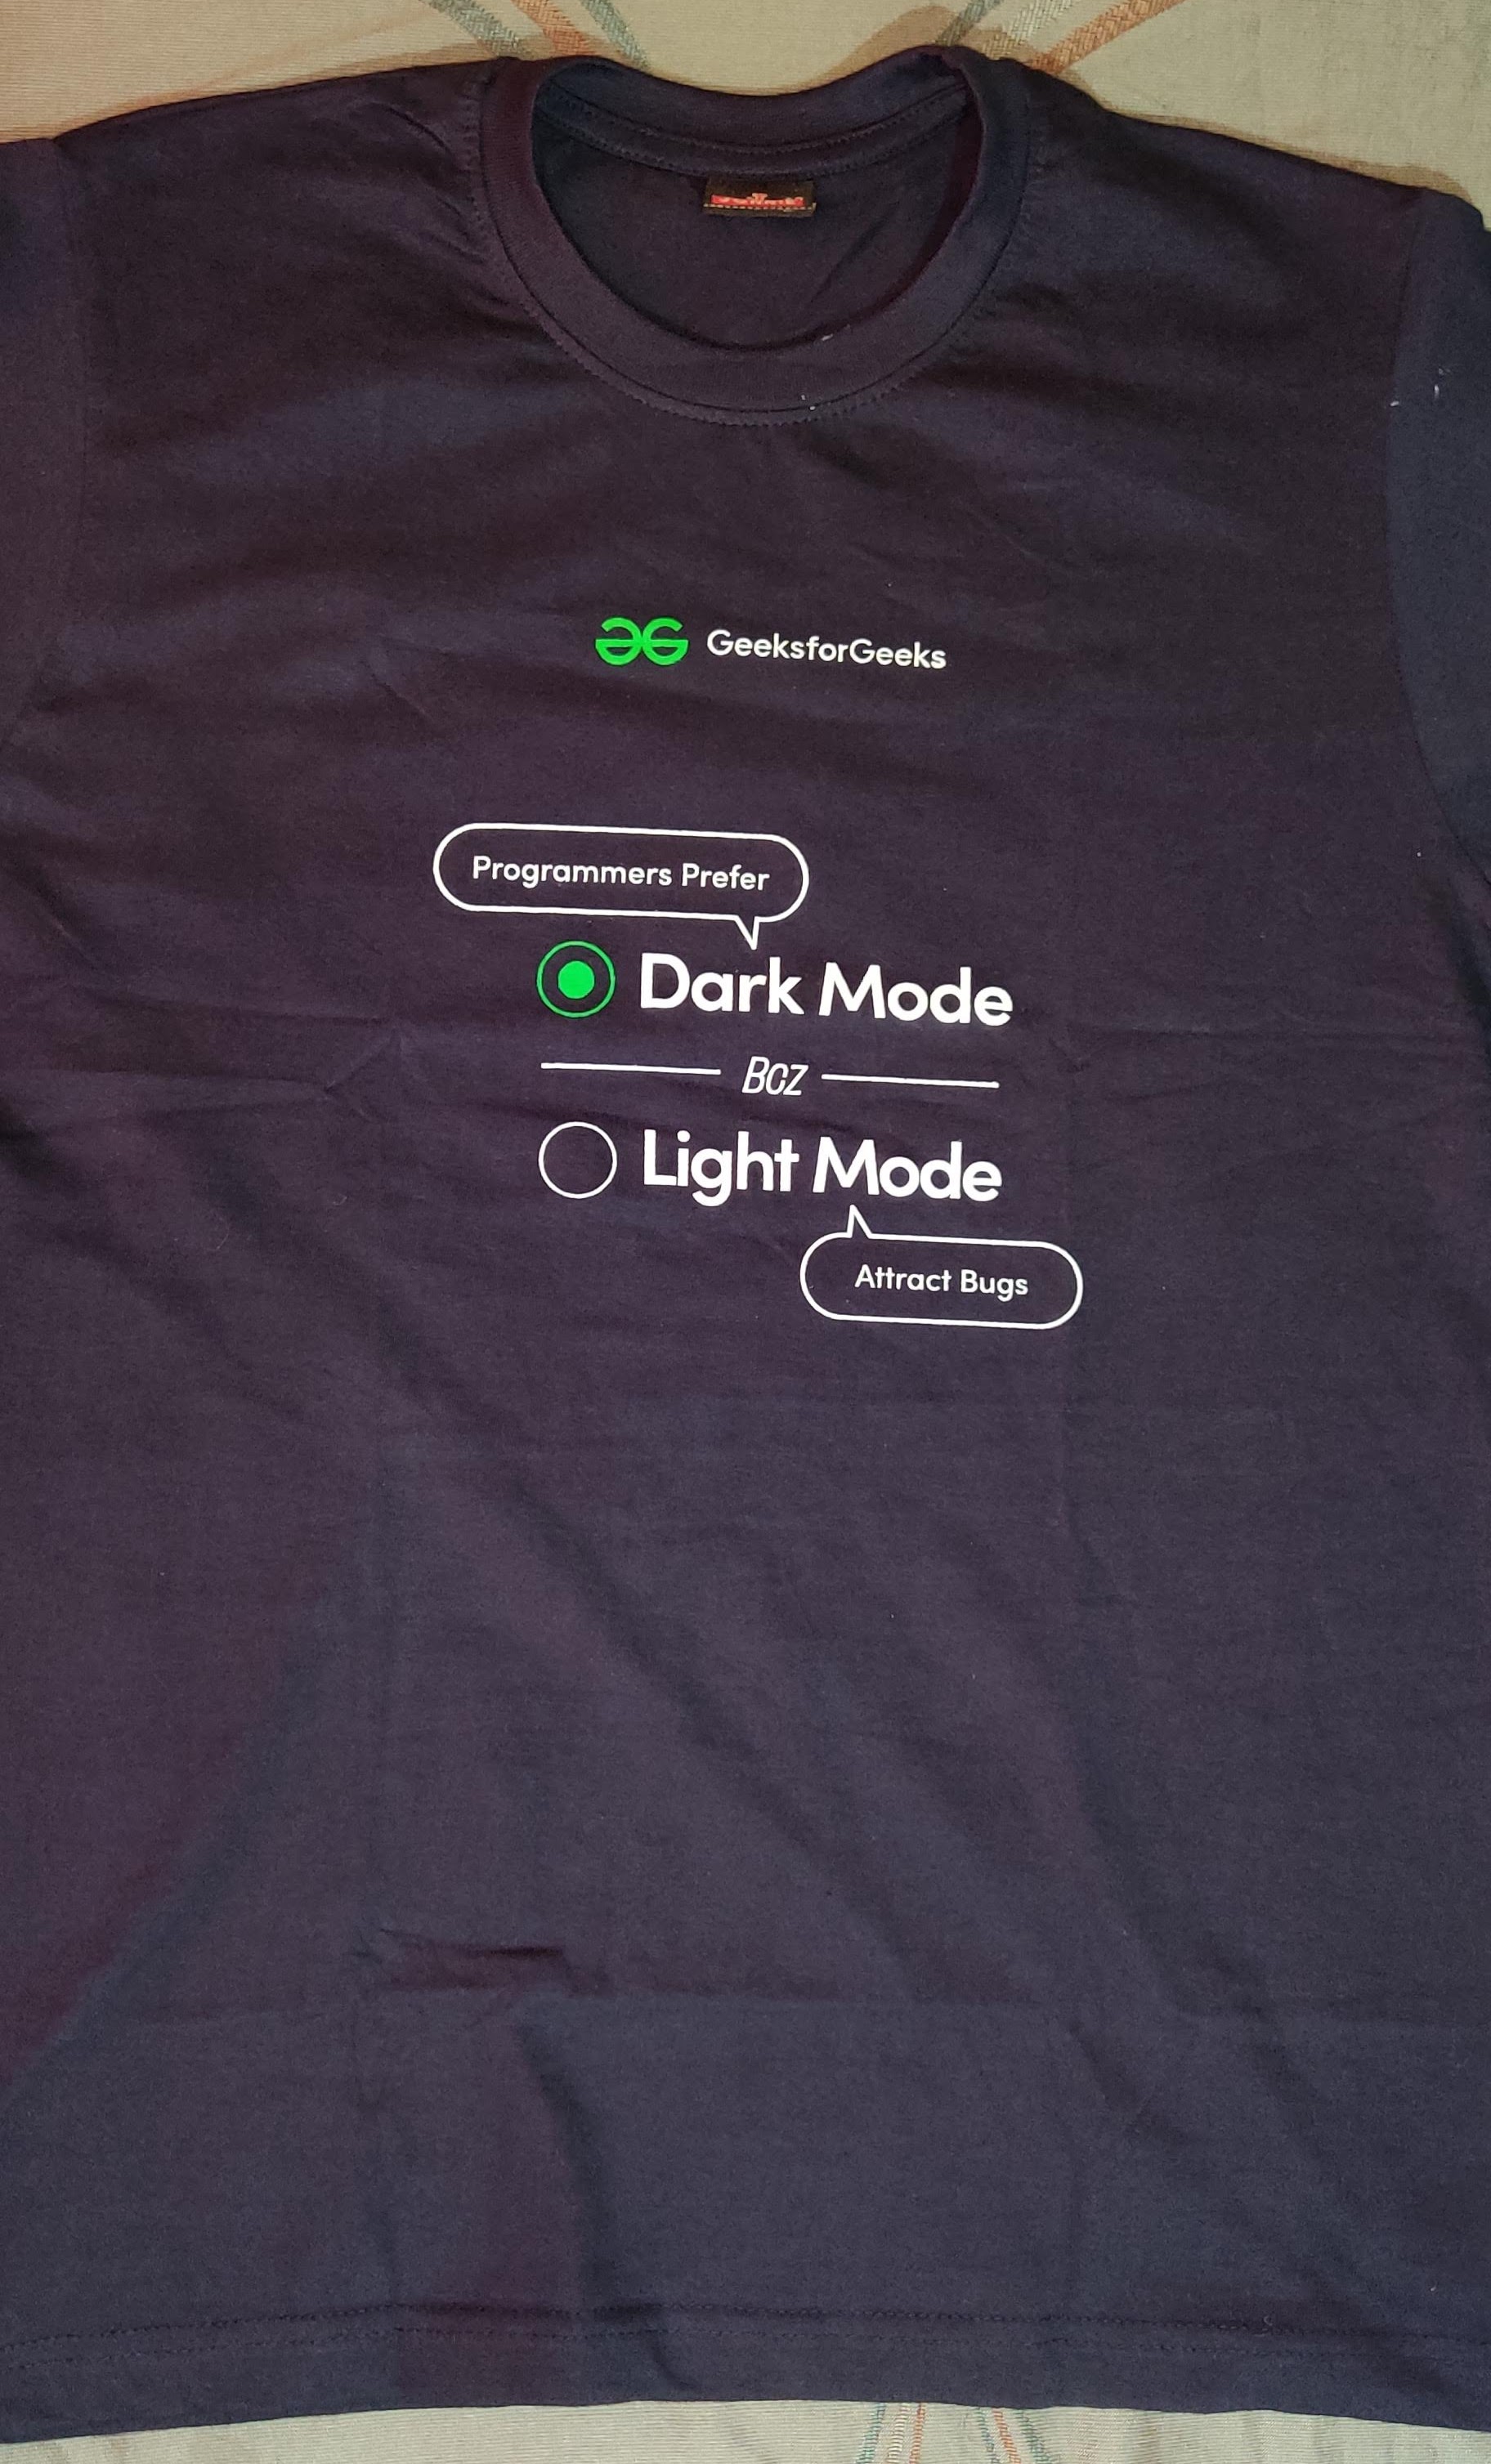 GeeksforGeeks
Programmers Prefer
Dark Mode
Bcz
Light Mode
Attract Bugs